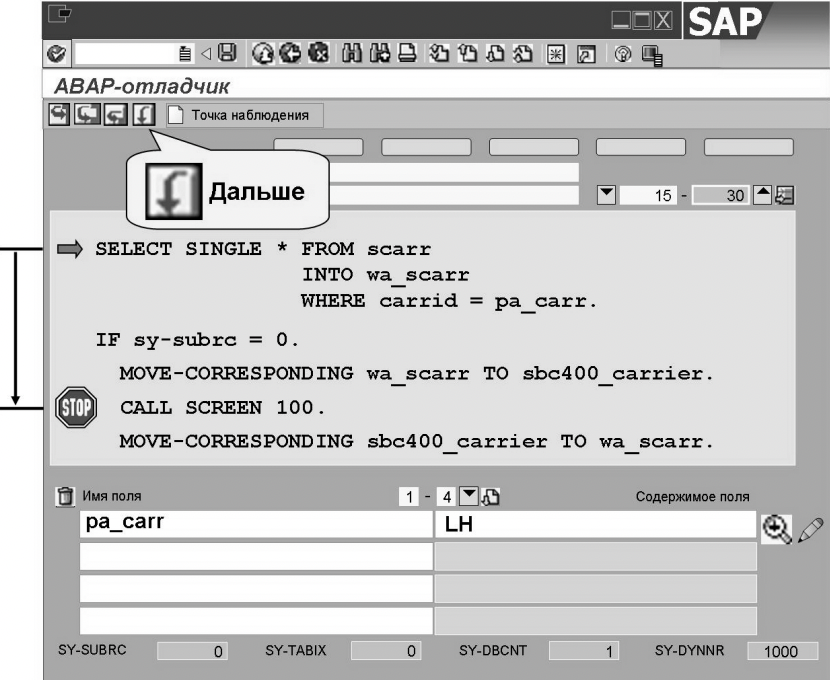 SAP
ABAP-отладчик
Точка наблюдения
Дальше
15 - 30
SELECT SINGLE * FROM scarr
INTO wa_scarr
WHERE carrid = pa_carr.
IF sy-subrc = 0.
MOVE-CORRESPONDING wa_scarr TO sbc400_carrier.
STOP CALL SCREEN 100.
MOVE-CORRESPONDING sbc400_carrier TO wa_scarr.
Имя поля 1 - 4 Содержимое поля
pa_carr LH
SY-SUBRC 0 SY-TABIX 0 SY-DBCNT 1 SY-DYNNR 1000